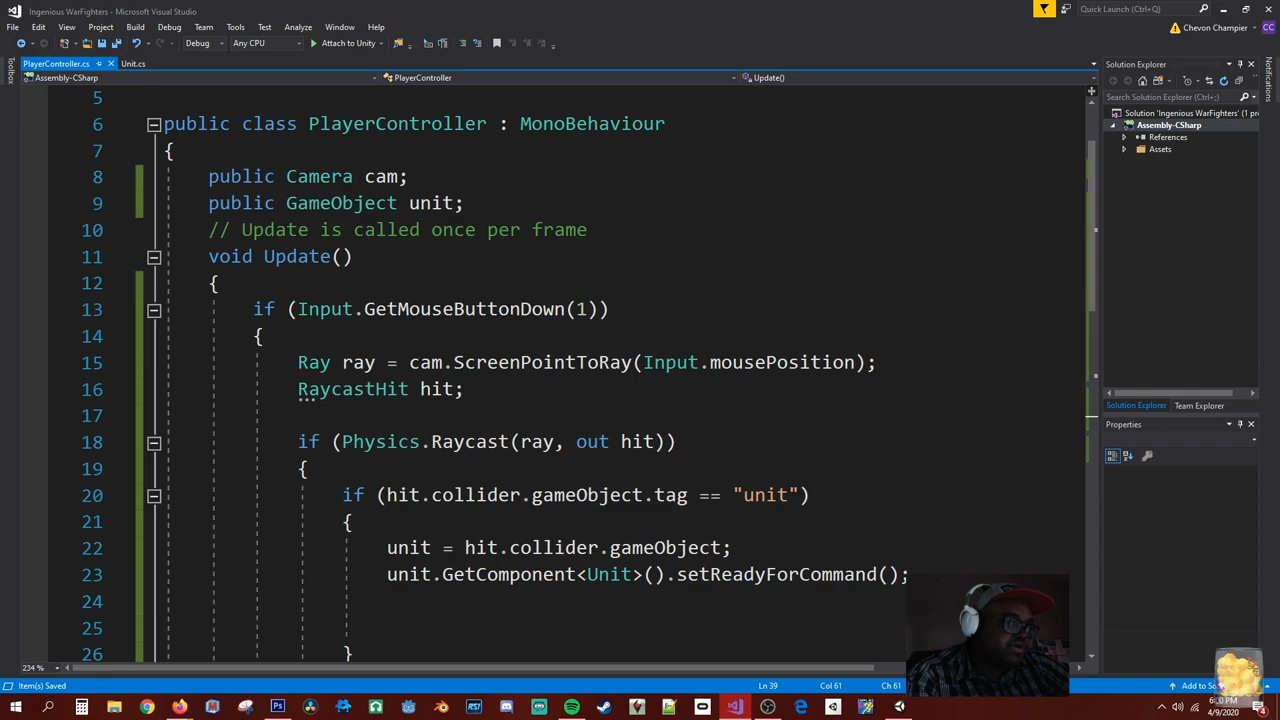 Ingenious WarFighters - Microsoft Visual Studio
Quick Launch (Ctrl+Q)
File Edit View Project Build Debug Team Tools Test Analyze Window Help
Chevon Champier CC
Debug Any CPU Attach to Unity
Toolbox
PlayerController.cs Unit.cs
Assembly-CSharp PlayerController Update()
5
6 public class PlayerController : MonoBehaviour
7 {
8 public Camera cam;
9 public GameObject unit;
10 // Update is called once per frame
11 void Update()
12 {
13 if (Input.GetMouseButtonDown(1))
14 {
15 Ray ray = cam.ScreenPointToRay(Input.mousePosition);
16 RaycastHit hit;
17
18 if (Physics.Raycast(ray, out hit))
19 {
20 if (hit.collider.gameObject.tag == "unit")
21 {
22 unit = hit.collider.gameObject;
23 unit.GetComponent<Unit>().setReadyForCommand();
24
25
26 }
234 %
Solution Explorer
Search Solution Explorer (Ctrl+;)
Solution 'Ingenious WarFighters' (1 pr
Assembly-CSharp
References
Assets
Solution Explorer Team Explorer
Properties
Notifications
Item(s) Saved Ln 39 Col 61 Ch 61 Add to
4/9/2020